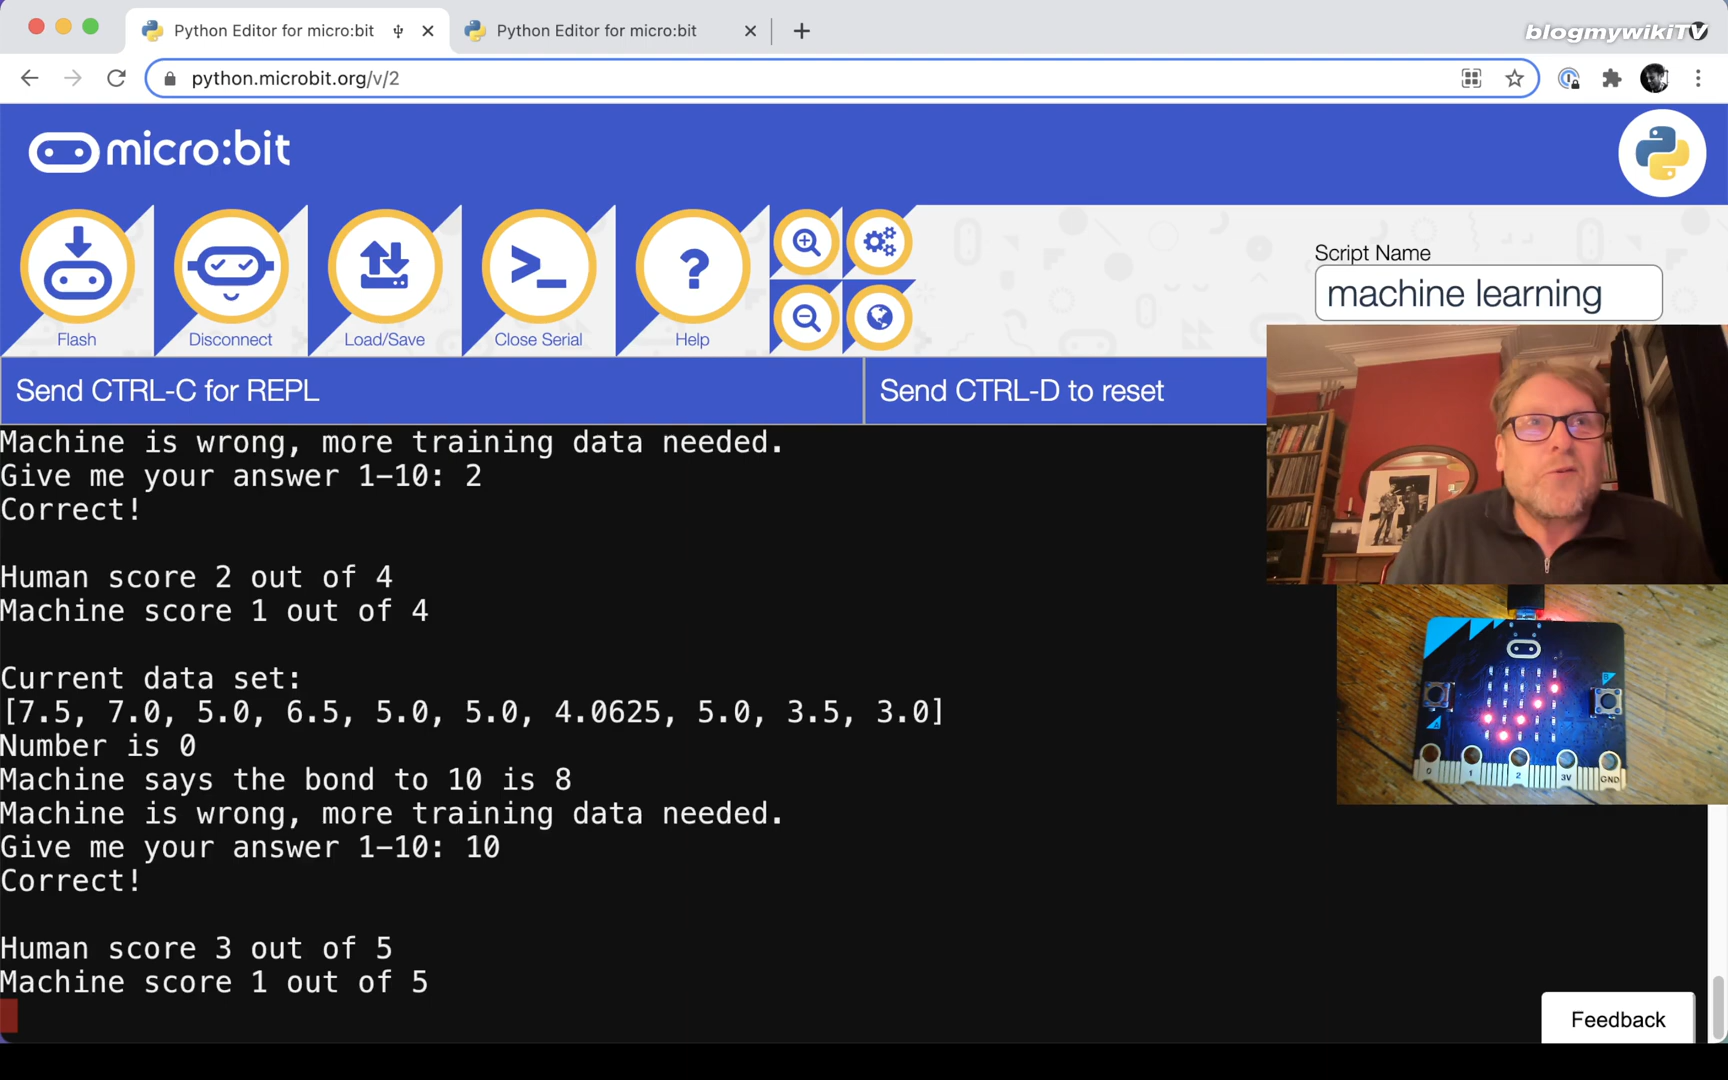 Python Editor for micro:bit
Python Editor for micro:bit
blogmywikiTV
python.microbit.org/v/2
micro:bit
Flash
Disconnect
Load/Save
Close Serial
Help
Script Name
machine learning
Send CTRL-C for REPL
Send CTRL-D to reset
Machine is wrong, more training data needed.
Give me your answer 1-10: 2
Correct!
Human score 2 out of 4
Machine score 1 out of 4
Current data set:
[7.5, 7.0, 5.0, 6.5, 5.0, 5.0, 4.0625, 5.0, 3.5, 3.0]
Number is 0
Machine says the bond to 10 is 8
Machine is wrong, more training data needed.
Give me your answer 1-10: 10
Correct!
Human score 3 out of 5
Machine score 1 out of 5
A
B
0 1 2 3V GND
Feedback